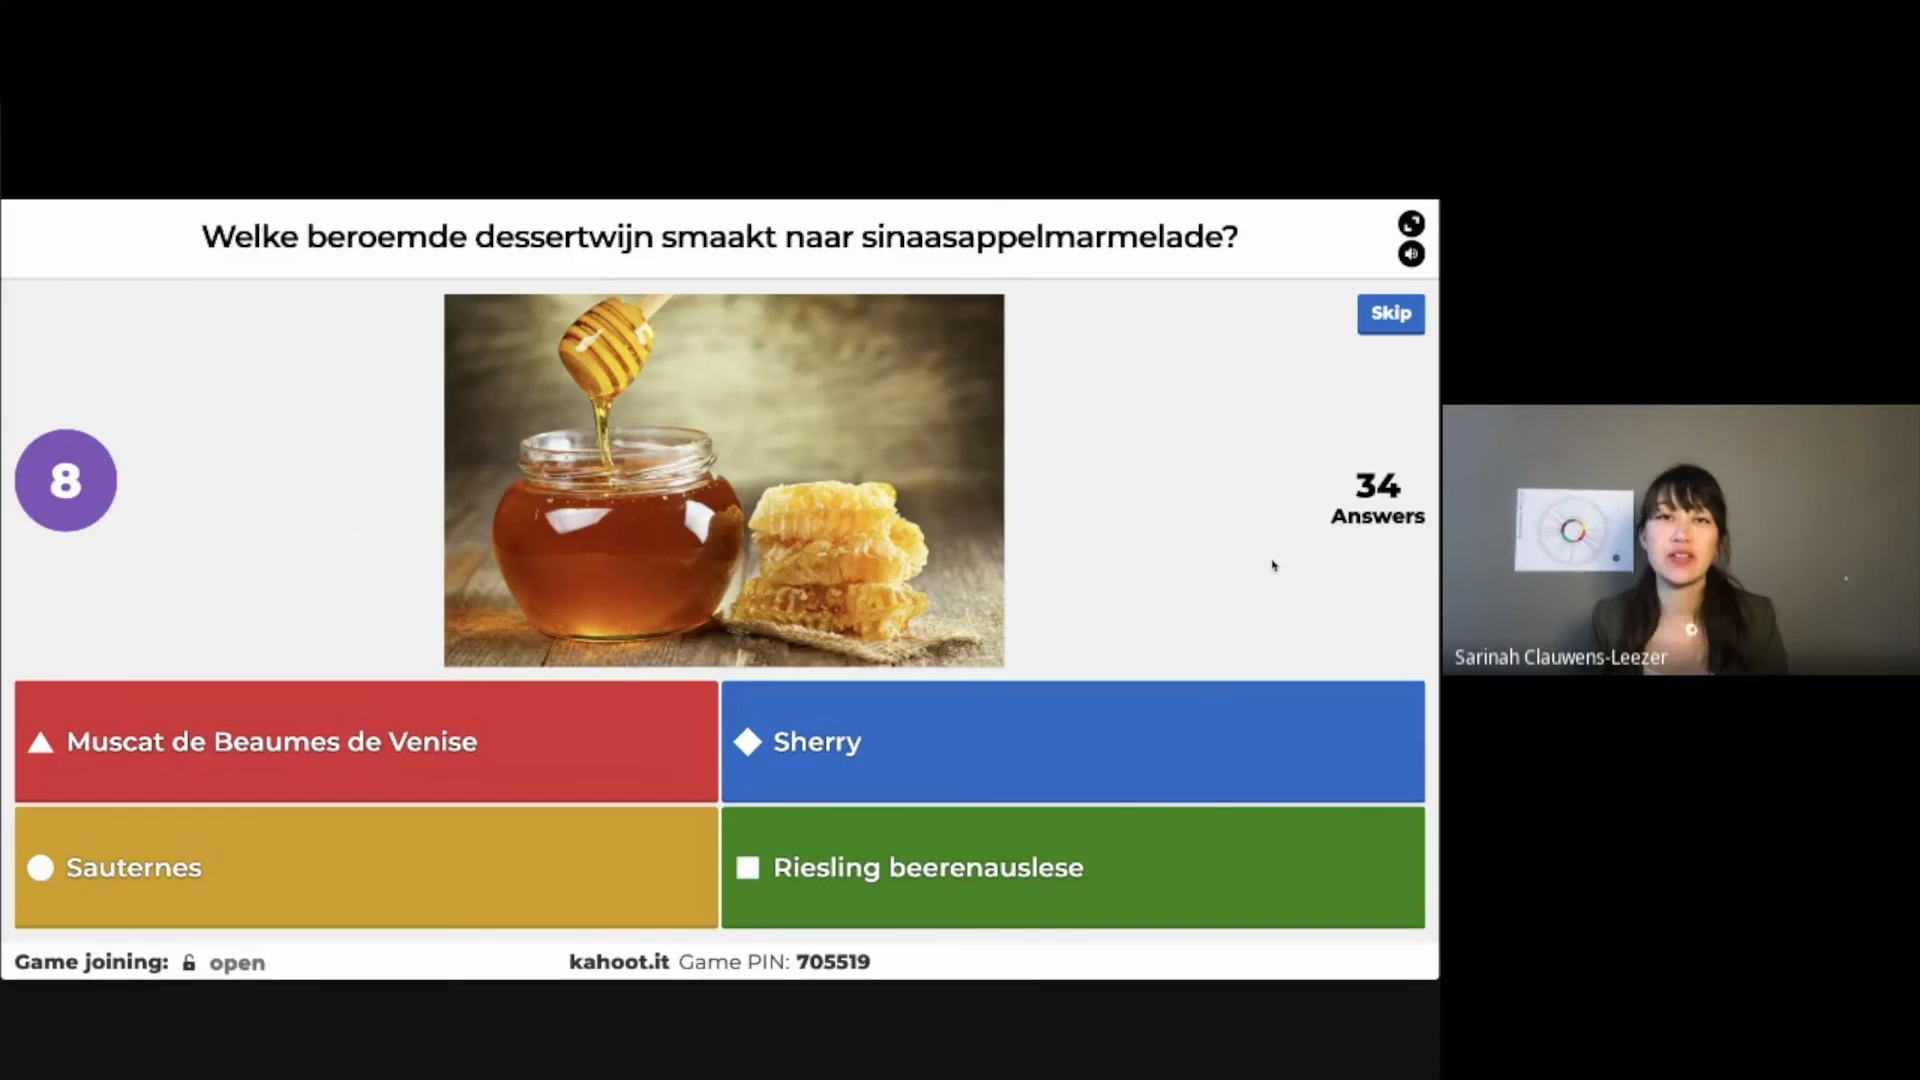 Welke beroemde dessertwijn smaakt naar sinaasappelmarmelade?
Skip
8
34
Answers
Sarinah Clauwens-Leezer
Muscat de Beaumes de Venise
Sherry
Sauternes
Riesling beerenauslese
Game joining: open
kahoot.it Game PIN: 705519